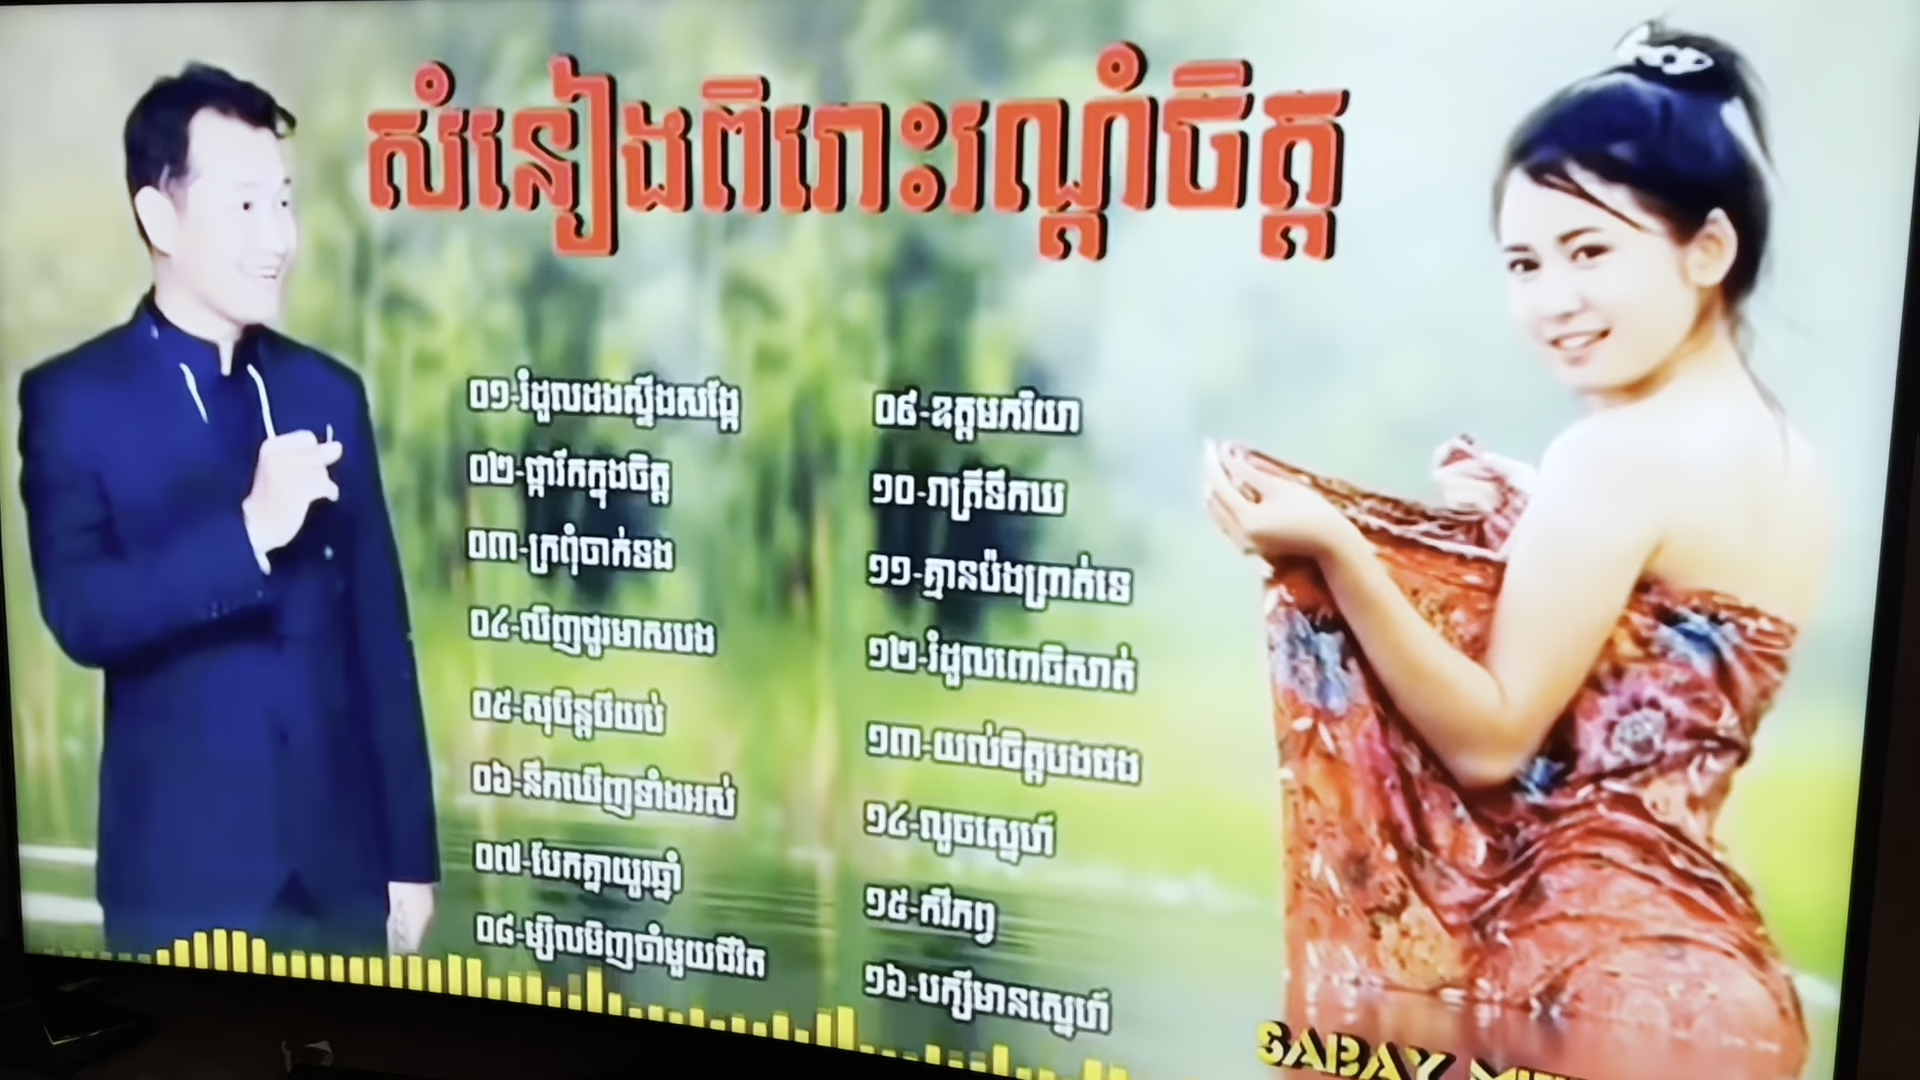 សំនៀងពិរោះរណ្តំចិត្ត
០១-រំដួលដងស្ទឹងសង្កែ
០២-ផ្ការីកក្នុងចិត្ត
០៣-ក្រពុំចាក់ទង
០៤-លិញជួរមាសបង
០៥-សុបិន្តបីយប់
០៦-នឹកឃើញទាំងអស់
០៧-បែកគ្នាយូរឆ្នាំ
០៨-ម្សិលមិញចាំមួយជីវិត
០៩-ឧត្តមភរិយា
១០-រាត្រីទឹកឃ
១១-គ្មានប៉ងព្រាត់ទេ
១២-រំដួលពោធិសាត់
១៣-យល់ចិត្តបងផង
១៤-លួចស្នេហ៍
១៥-ករីភព្វ
១៦-បក្សីមានស្នេហ៍
SABAY